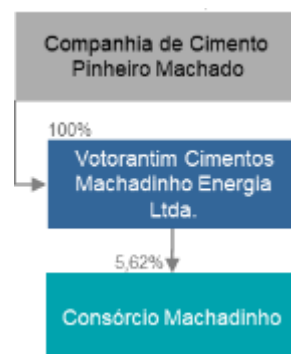 Companhia de Cimento
Pinheiro Machado
100%
Votorantim Cimentos
Machadinho Energia
Ltda.
5,62%
Consórcio Machadinho